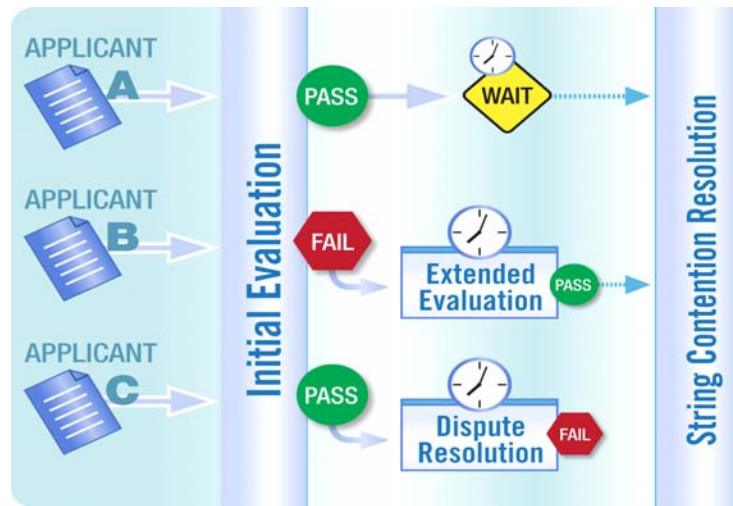 APPLICANT
A
PASS
WAIT
APPLICANT
B
FAIL
Extended
Evaluation
PASS
APPLICANT
C
PASS
Dispute
Resolution
FAIL
Initial Evaluation
String Contention Resolution